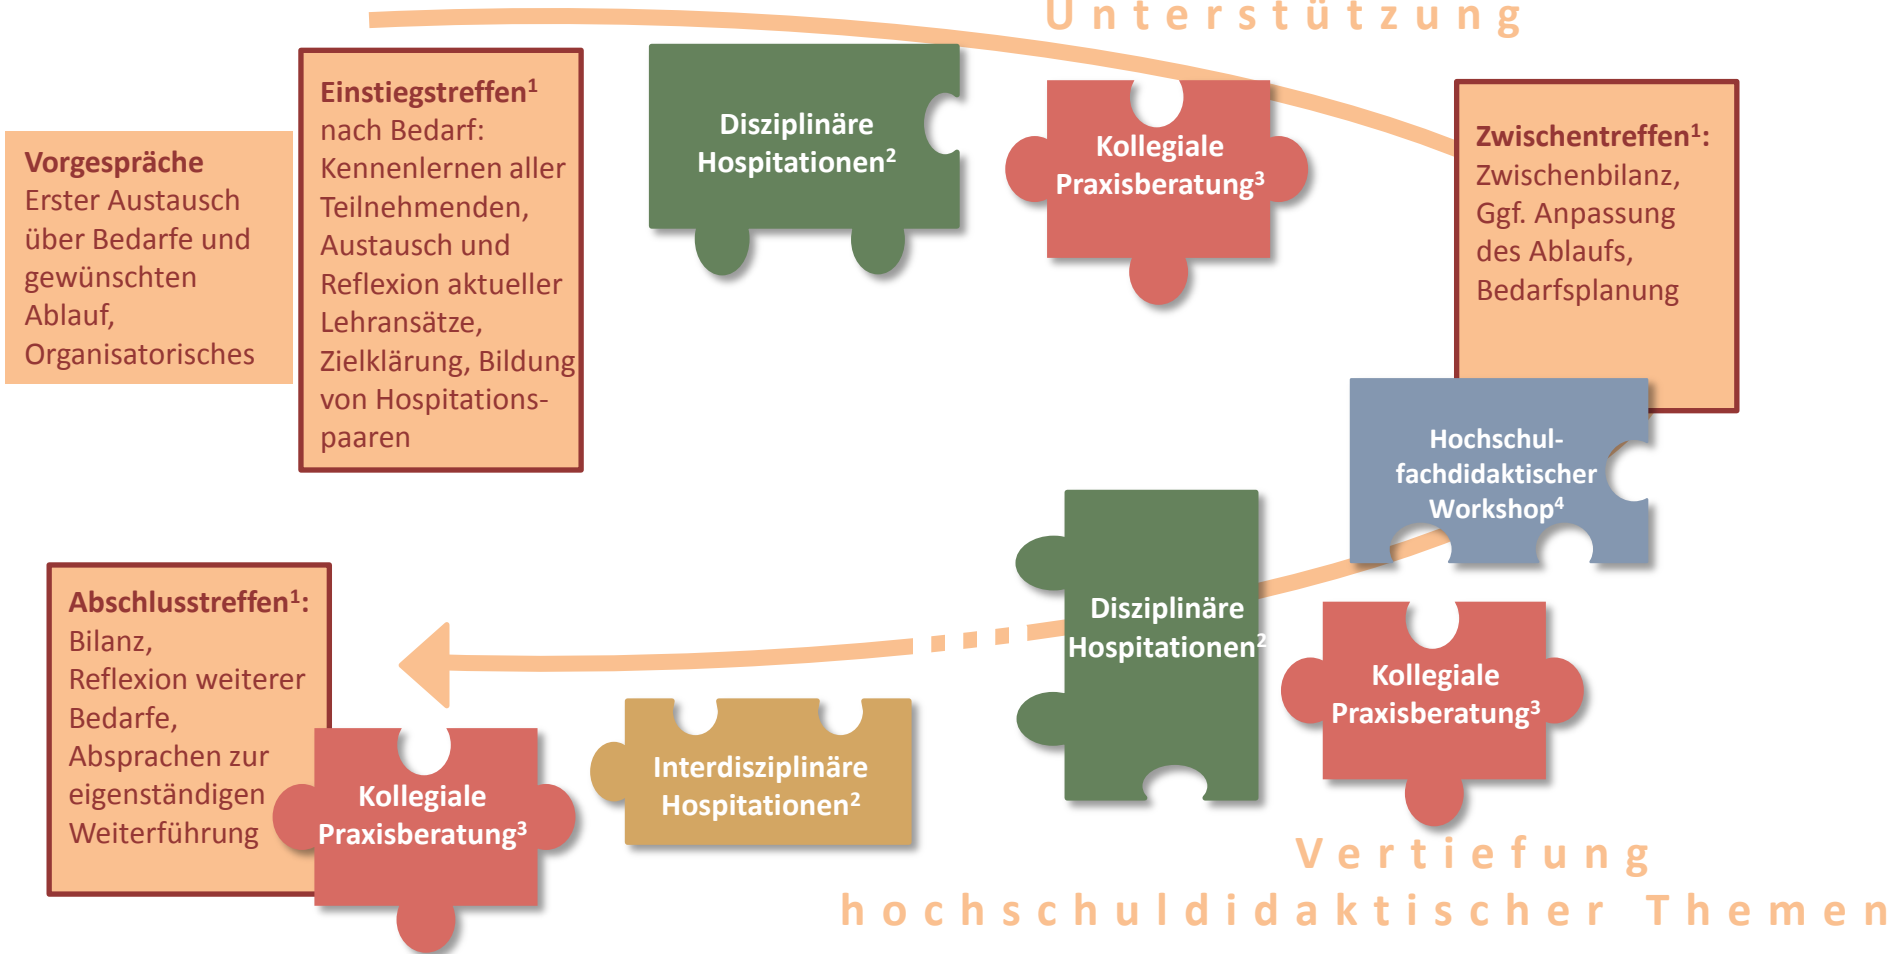 Unterstützung
Vorgespräche
Erster Austausch
über Bedarfe und
gewünschten
Ablauf,
Organisatorisches
Einstiegstreffen¹
nach Bedarf:
Kennenlernen aller
Teilnehmenden,
Austausch und
Reflexion aktueller
Lehransätze,
Zielklärung, Bildung
von Hospitations-
paaren
Disziplinäre
Hospitationen²
Kollegiale
Praxisberatung³
Zwischentreffen¹:
Zwischenbilanz,
Ggf. Anpassung
des Ablaufs,
Bedarfsplanung
Hochschul-
fachdidaktischer
Workshop⁴
Kollegiale
Praxisberatung³
Disziplinäre
Hospitationen²
Interdisziplinäre
Hospitationen²
Kollegiale
Praxisberatung³
Abschlusstreffen¹:
Bilanz,
Reflexion weiterer
Bedarfe,
Absprachen zur
eigenständigen
Weiterführung
Vertiefung
hochschuldidaktischer Themen